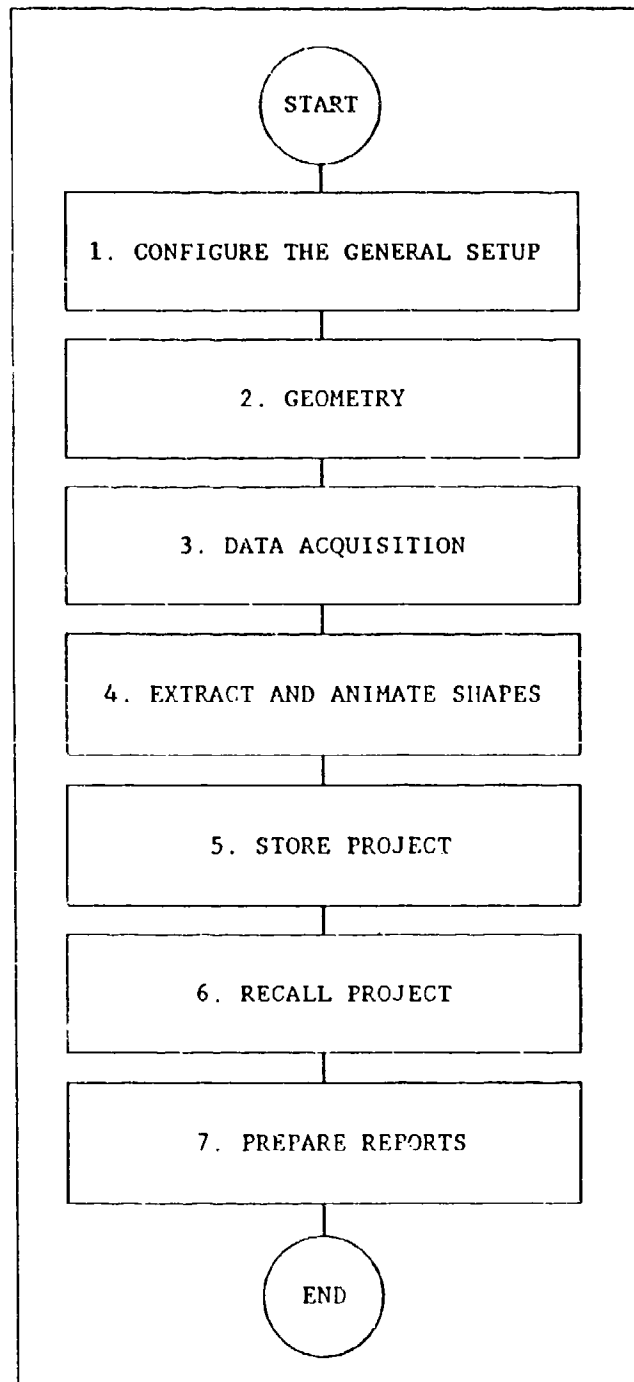 START
1. CONFIGURE THE GENERAL SETUP
2. GEOMETRY
3. DATA ACQUISITION
4. EXTRACT AND ANIMATE SHAPES
5. STORE PROJECT
6. RECALL PROJECT
7. PREPARE REPORTS
END